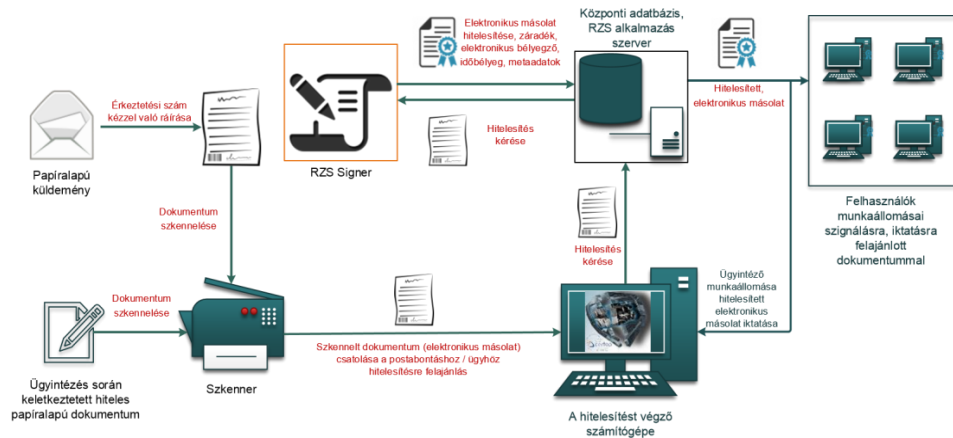 Érkeztetési szám
kézzel való ráírása
Papíralapú
küldemény
Elektronikus másolat
hitelesítése, záradék,
elektronikus bélyegző,
időbélyeg, metaadatok
RZS Signer
Hitelesítés
kérése
Központi adatbázis,
RZS alkalmazás
szerver
Hitelesített,
elektronikus másolat
Felhasználók
munkaállomásai
szignálásra, iktatásra
felajánlott
dokumentummal
Dokumentum
szkennelése
Hitelesítés
kérése
Ügyintéző
munkaállomása
hitelesített
elektronikus
másolat iktatása
Dokumentum
szkennelése
Ügyintézés során
keletkeztetett hiteles
papíralapú dokumentum
Szkenner
Szkennelt dokumentum (elektronikus másolat)
csatolása a postabontáshoz / ügyhöz
hitelesítésre felajánlás
A hitelesítést végző
számítógépe